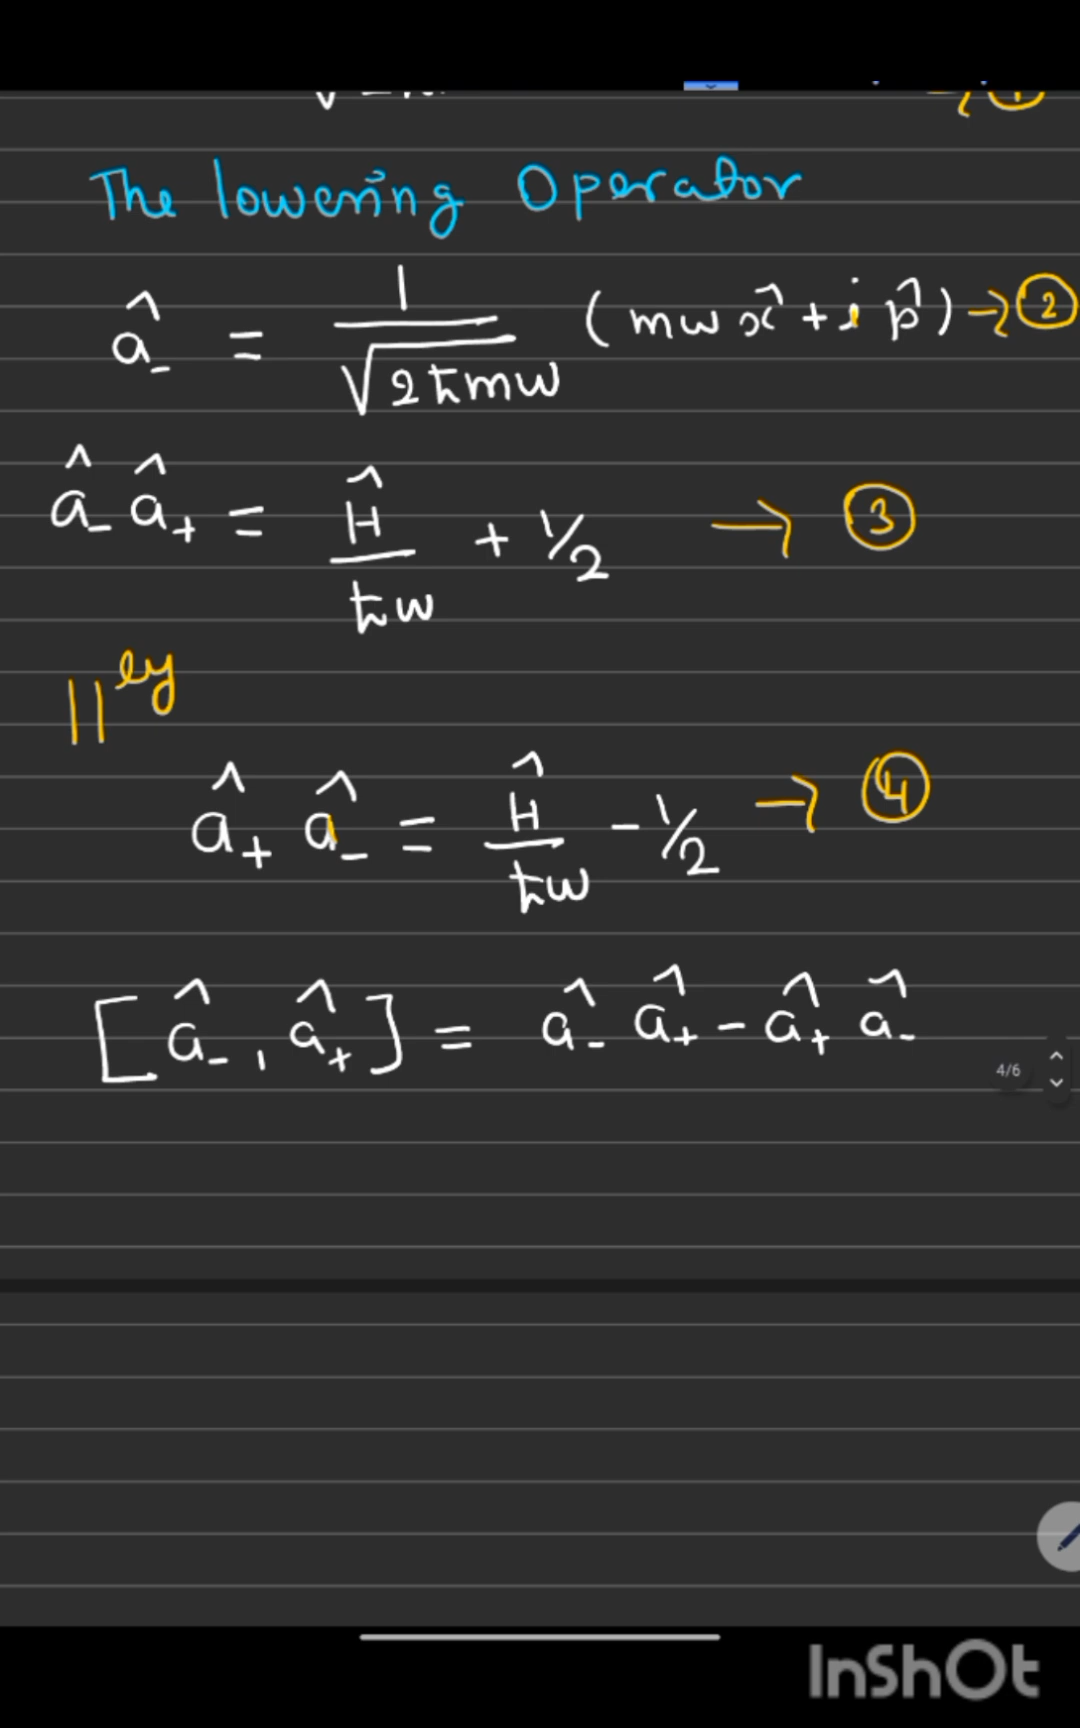 ①
The lowering Operator
â₋ = 1/√2ħmω (mω x̂ + i p̂) → ②
â₋ â₊ = Ĥ/ħω + 1/2 → ③
||ly
â₊ â₋ = Ĥ/ħω - 1/2 → ④
[â₋, â₊] = â₋ â₊ - â₊ â₋
4/6
InShOt